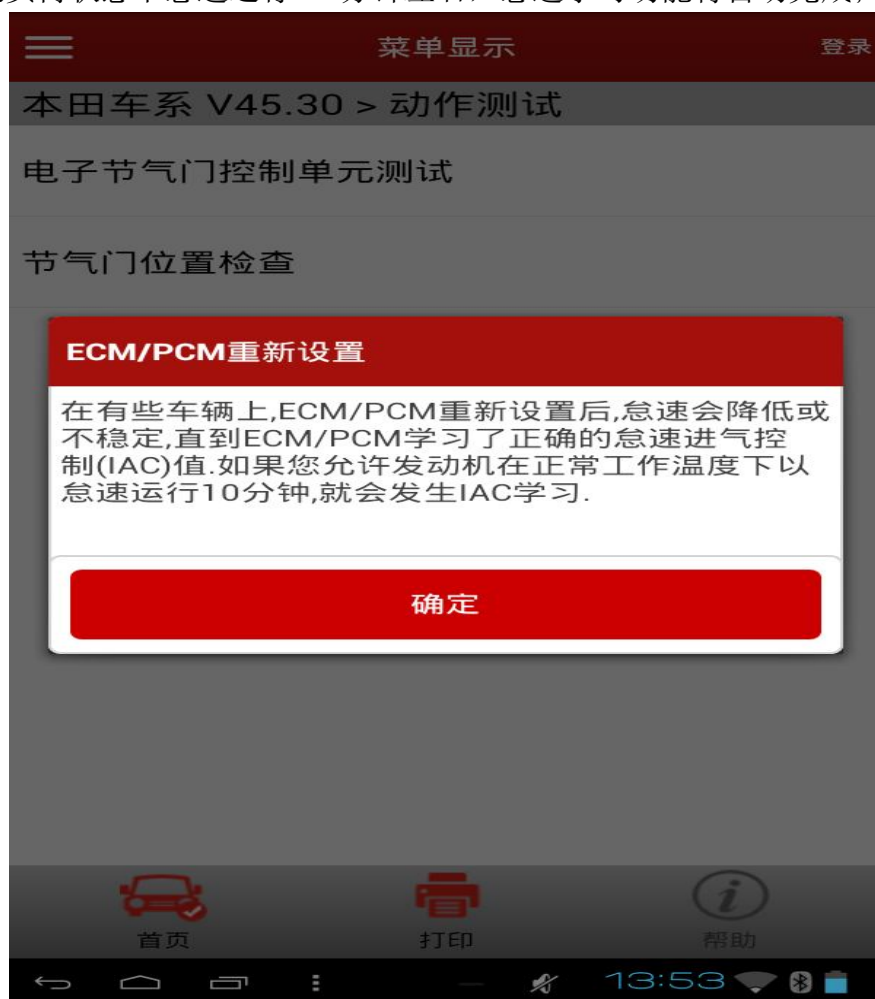 菜单显示 登录
本田车系 V45.30 > 动作测试
电子节气门控制单元测试
节气门位置检查
ECM/PCM重新设置
在有些车辆上,ECM/PCM重新设置后,怠速会降低或
不稳定,直到ECM/PCM学习了正确的怠速进气控
制(IAC)值.如果您允许发动机在正常工作温度下以
怠速运行10分钟,就会发生IAC学习.
确定
首页 打印 帮助
13:53